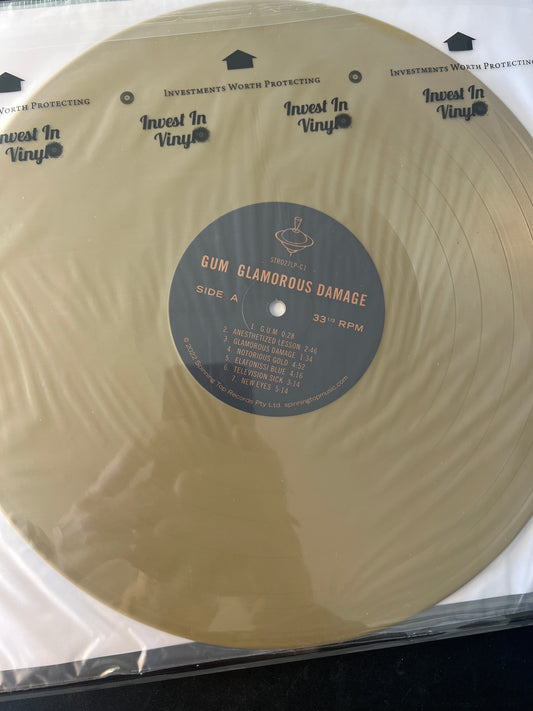 INVESTMENTS WORTH PROTECTING
INVESTMENTS WORTH PROTECTING
WORTH PROTECTING
Invest In
Vinyl
Invest In
Vinyl
Invest In
Vinyl
nvest In
Vinyl
STR027LP-C1
GUM GLAMOROUS DAMAGE
SIDE A
33 1/3 RPM
1. G.U.M 0:28
2. ANESTHETIZED LESSON 2:46
3. GLAMOROUS DAMAGE 1:34
4. NOTORIOUS GOLD 4:52
5. ELAFONISSI BLUE 4:16
6. TELEVISION SICK 3:14
7. NEW EYES 5:14
© 2022 Spinning Top Records Pty Ltd. spinningtopmusic.com